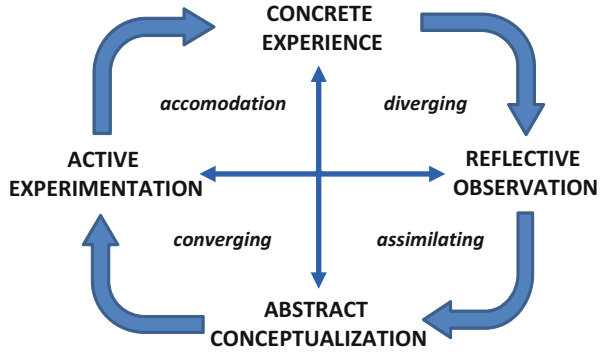 CONCRETE
EXPERIENCE
accomodation
diverging
ACTIVE
EXPERIMENTATION
REFLECTIVE
OBSERVATION
converging
assimilating
ABSTRACT
CONCEPTUALIZATION